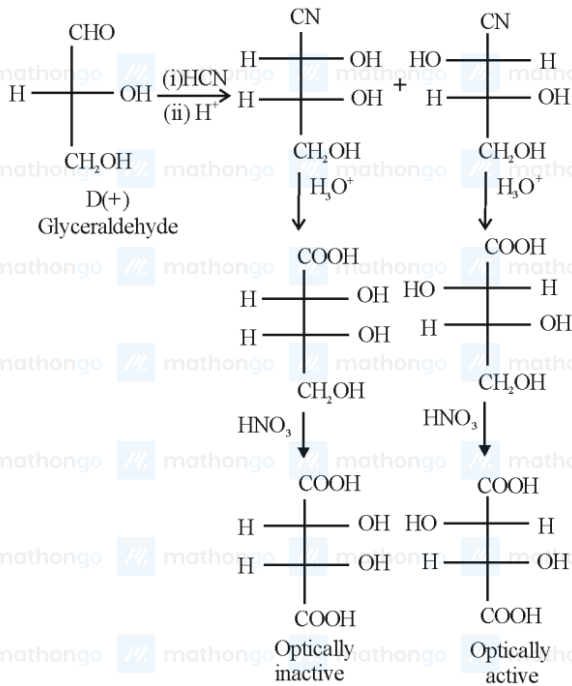 CHO
H OH
CH₂OH
D(+)
Glyceraldehyde
(i)HCN
(ii) H⁺
CN
H OH
H OH
CH₂OH
+
CN
HO H
H OH
CH₂OH
H₃O⁺
H₃O⁺
COOH
H OH
H OH
CH₂OH
COOH
HO H
H OH
CH₂OH
HNO₃
HNO₃
COOH
H OH
H OH
COOH
Optically
inactive
COOH
HO H
H OH
COOH
Optically
active
mathongo